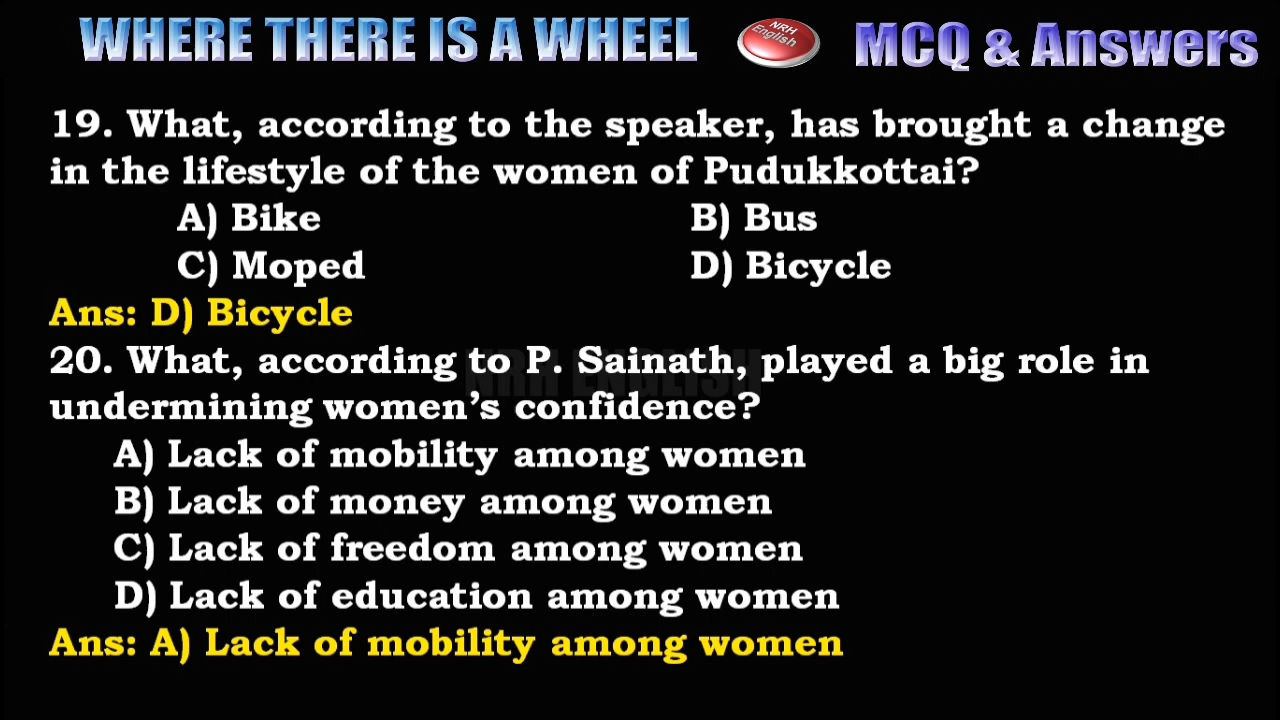 WHERE THERE IS A WHEEL NRH English MCQ & Answers
19. What, according to the speaker, has brought a change
in the lifestyle of the women of Pudukkottai?
A) Bike B) Bus
C) Moped D) Bicycle
Ans: D) Bicycle
20. What, according to P. Sainath, played a big role in
NRH ENGLISH
undermining women's confidence?
A) Lack of mobility among women
B) Lack of money among women
C) Lack of freedom among women
D) Lack of education among women
Ans: A) Lack of mobility among women